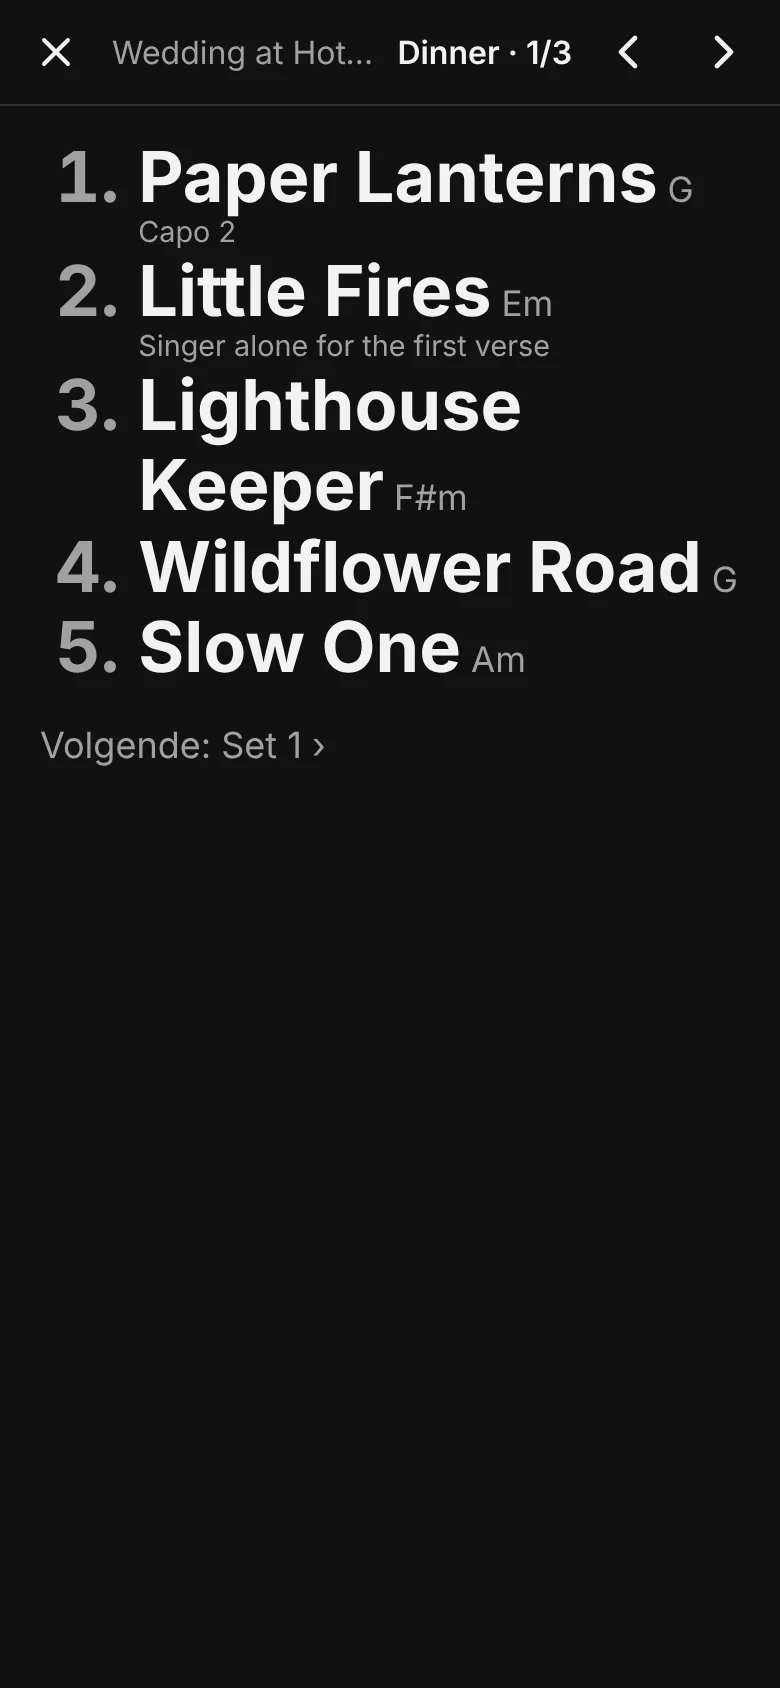 Wedding at Hot... Dinner · 1/3
1. Paper Lanterns G
Capo 2
2. Little Fires Em
Singer alone for the first verse
3. Lighthouse
Keeper F#m
4. Wildflower Road G
5. Slow One Am
Volgende: Set 1 ›